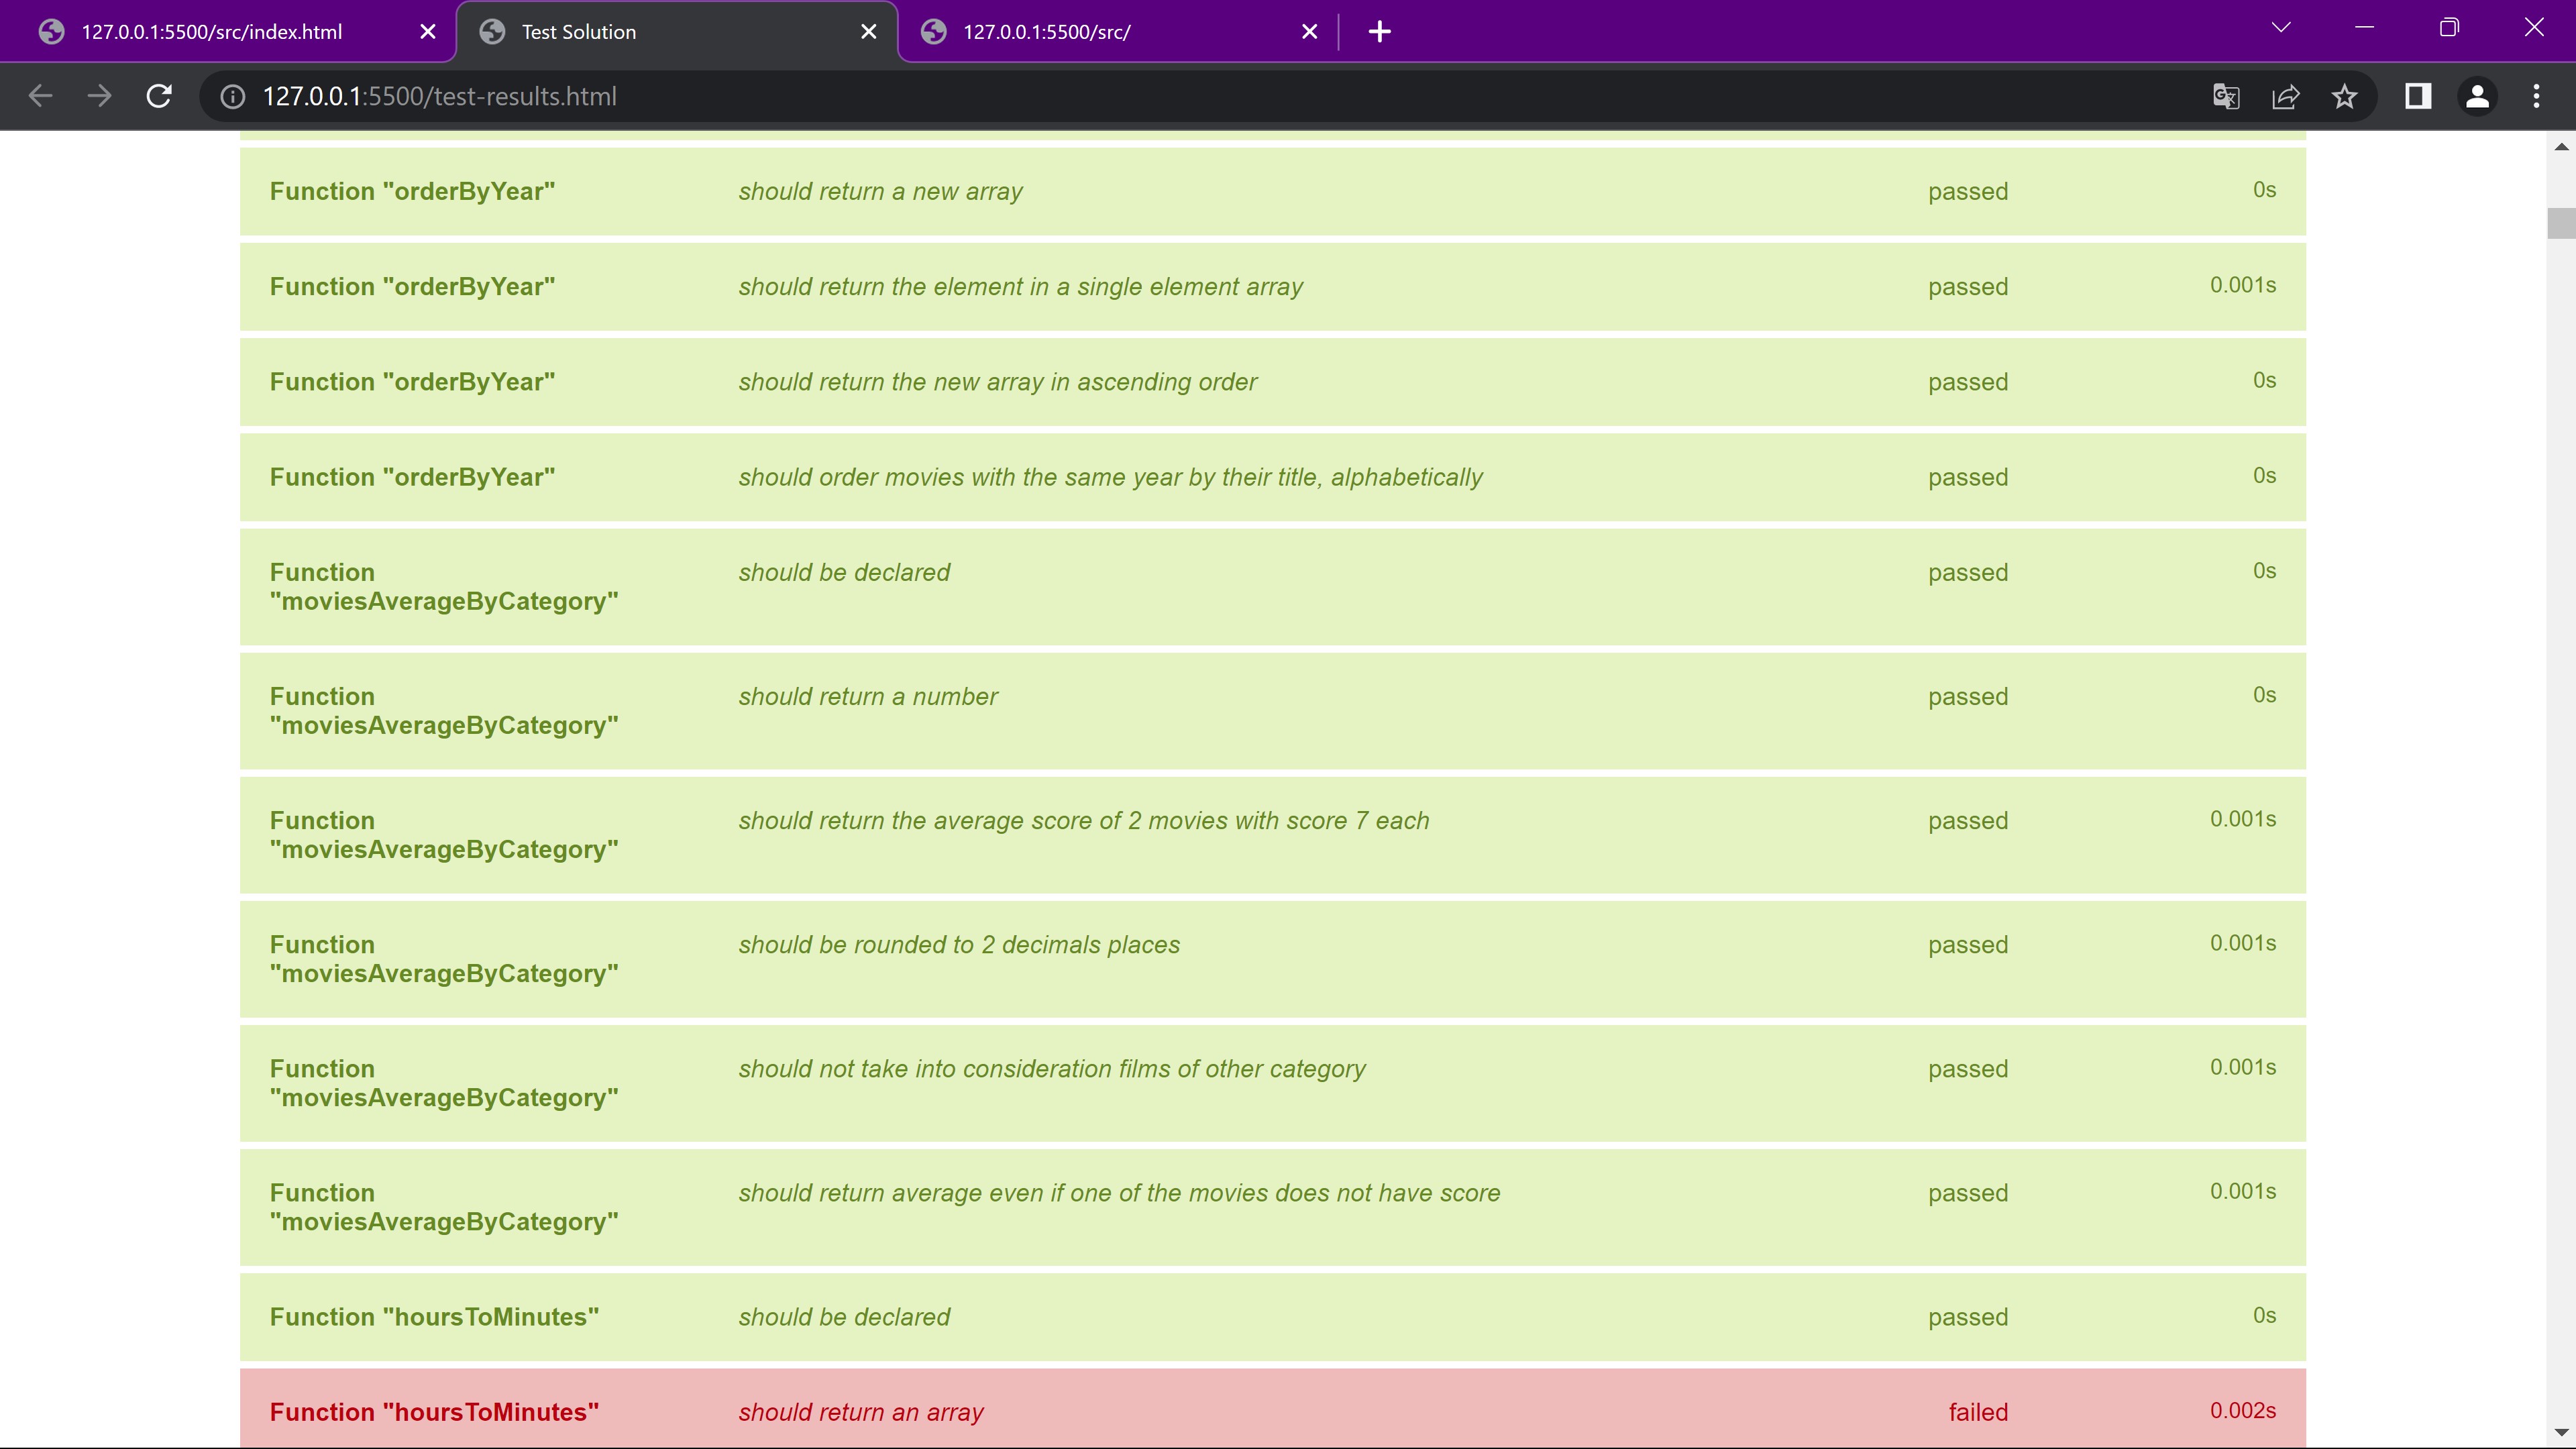 127.0.0.1:5500/src/index.html
Test Solution
127.0.0.1:5500/src/
127.0.0.1:5500/test-results.html
Function "orderByYear" should return a new array passed 0s
Function "orderByYear" should return the element in a single element array passed 0.001s
Function "orderByYear" should return the new array in ascending order passed 0s
Function "orderByYear" should order movies with the same year by their title, alphabetically passed 0s
Function should be declared passed 0s
"moviesAverageByCategory"
Function should return a number passed 0s
"moviesAverageByCategory"
Function should return the average score of 2 movies with score 7 each passed 0.001s
"moviesAverageByCategory"
Function should be rounded to 2 decimals places passed 0.001s
"moviesAverageByCategory"
Function should not take into consideration films of other category passed 0.001s
"moviesAverageByCategory"
Function should return average even if one of the movies does not have score passed 0.001s
"moviesAverageByCategory"
Function "hoursToMinutes" should be declared passed 0s
Function "hoursToMinutes" should return an array failed 0.002s